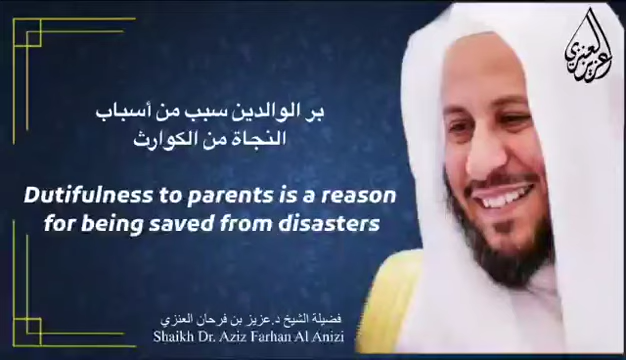 بر الوالدين سبب من أسباب
النجاة من الكوارث
Dutifulness to parents is a reason
for being saved from disasters
فضيلة الشيخ د.عزيز بن فرحان العنزي
Shaikh Dr. Aziz Farhan Al Anizi